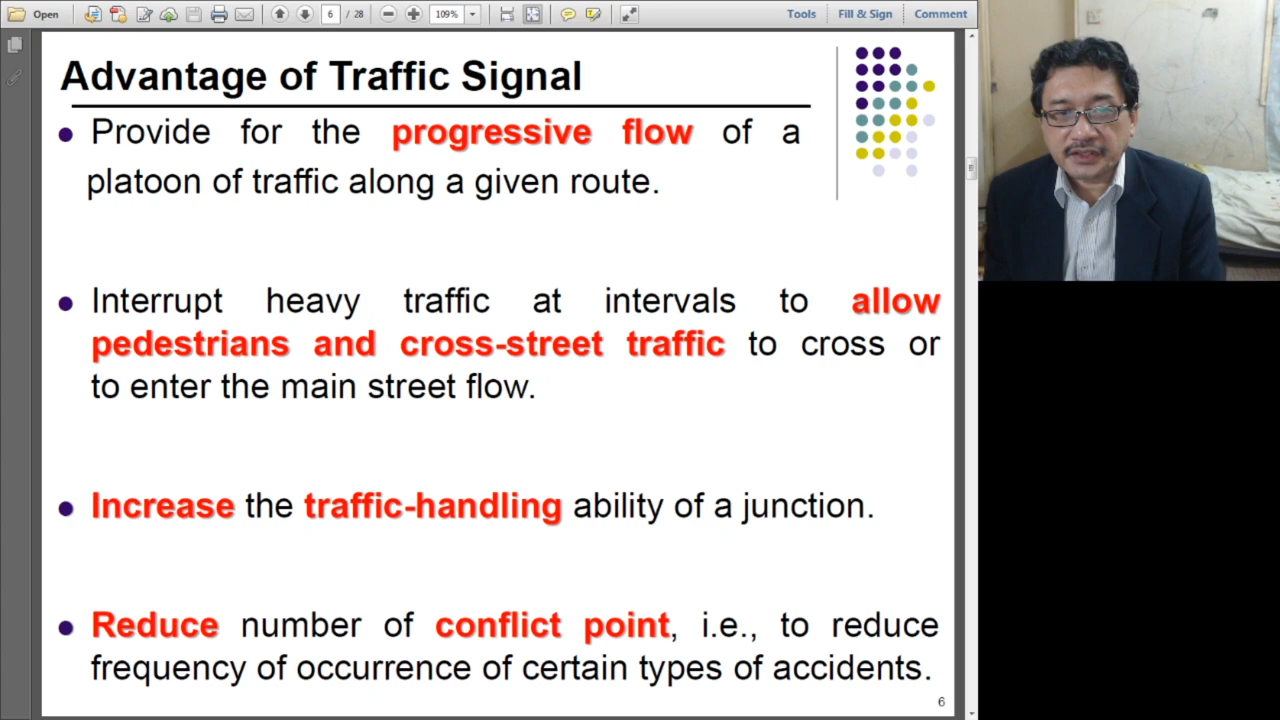 Open
6 / 28
109%
Tools
Fill & Sign
Comment
Advantage of Traffic Signal
Provide for the progressive flow of a
platoon of traffic along a given route.
Interrupt heavy traffic at intervals to allow
pedestrians and cross-street traffic to cross or
to enter the main street flow.
Increase the traffic-handling ability of a junction.
Reduce number of conflict point, i.e., to reduce
frequency of occurrence of certain types of accidents.
6